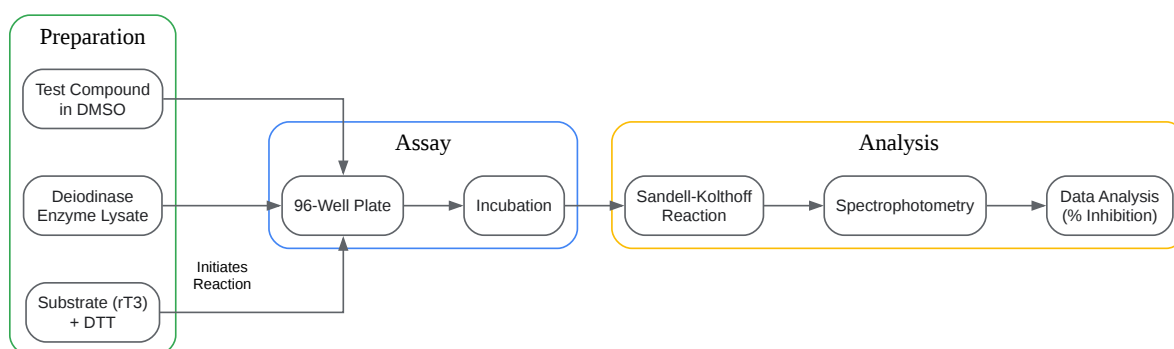 Preparation
Test Compound
in DMSO
Deiodinase
Enzyme Lysate
Substrate (rT3)
+ DTT
Initiates
Reaction
Assay
96-Well Plate
Incubation
Analysis
Sandell-Kolthoff
Reaction
Spectrophotometry
Data Analysis
(% Inhibition)